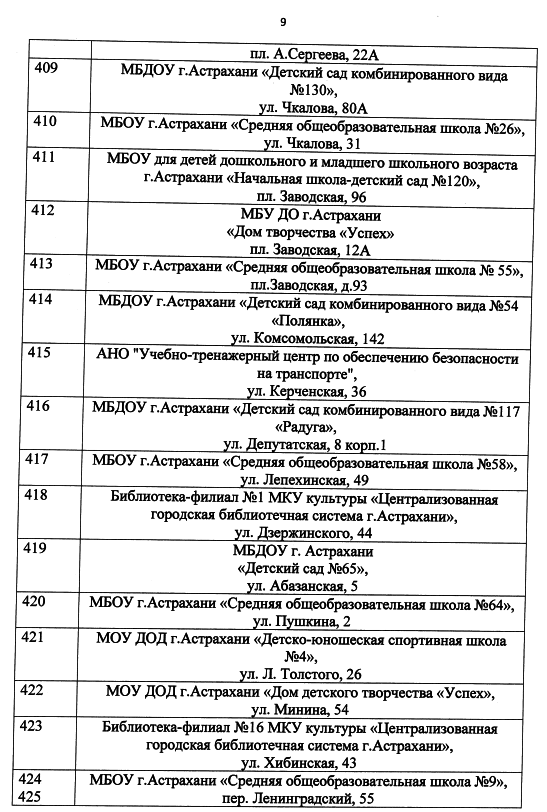 9
пл. А.Сергеева, 22А
409
МБДОУ г.Астрахани «Детский сад комбинированного вида
№130»,
ул. Чкалова, 80А
410
МБОУ г.Астрахани «Средняя общеобразовательная школа №26»,
ул. Чкалова, 31
411
МБОУ для детей дошкольного и младшего школьного возраста
г.Астрахани «Начальная школа-детский сад №120»,
пл. Заводская, 96
412
МБУ ДО г.Астрахани
«Дом творчества «Успех»
пл. Заводская, 12А
413
МБОУ г.Астрахани «Средняя общеобразовательная школа № 55»,
пл.Заводская, д.93
414
МБДОУ г.Астрахани «Детский сад комбинированного вида №54
«Полянка»,
ул. Комсомольская, 142
415
АНО "Учебно-тренажерный центр по обеспечению безопасности
на транспорте",
ул. Керченская, 36
416
МБДОУ г.Астрахани «Детский сад комбинированного вида №117
«Радуга»,
ул. Депутатская, 8 корп.1
417
МБОУ г.Астрахани «Средняя общеобразовательная школа №58»,
ул. Лепехинская, 49
418
Библиотека-филиал №1 МКУ культуры «Централизованная
городская библиотечная система г.Астрахани»,
ул. Дзержинского, 44
419
МБДОУ г. Астрахани
«Детский сад №65»,
ул. Абазанская, 5
420
МБОУ г.Астрахани «Средняя общеобразовательная школа №64»,
ул. Пушкина, 2
421
МОУ ДОД г.Астрахани «Детско-юношеская спортивная школа
№4»,
ул. Л. Толстого, 26
422
МОУ ДОД г.Астрахани «Дом детского творчества «Успех»,
ул. Минина, 54
423
Библиотека-филиал №16 МКУ культуры «Централизованная
городская библиотечная система г.Астрахани»,
ул. Хибинская, 43
424
МБОУ г.Астрахани «Средняя общеобразовательная школа №9»,
425
пер. Ленинградский, 55